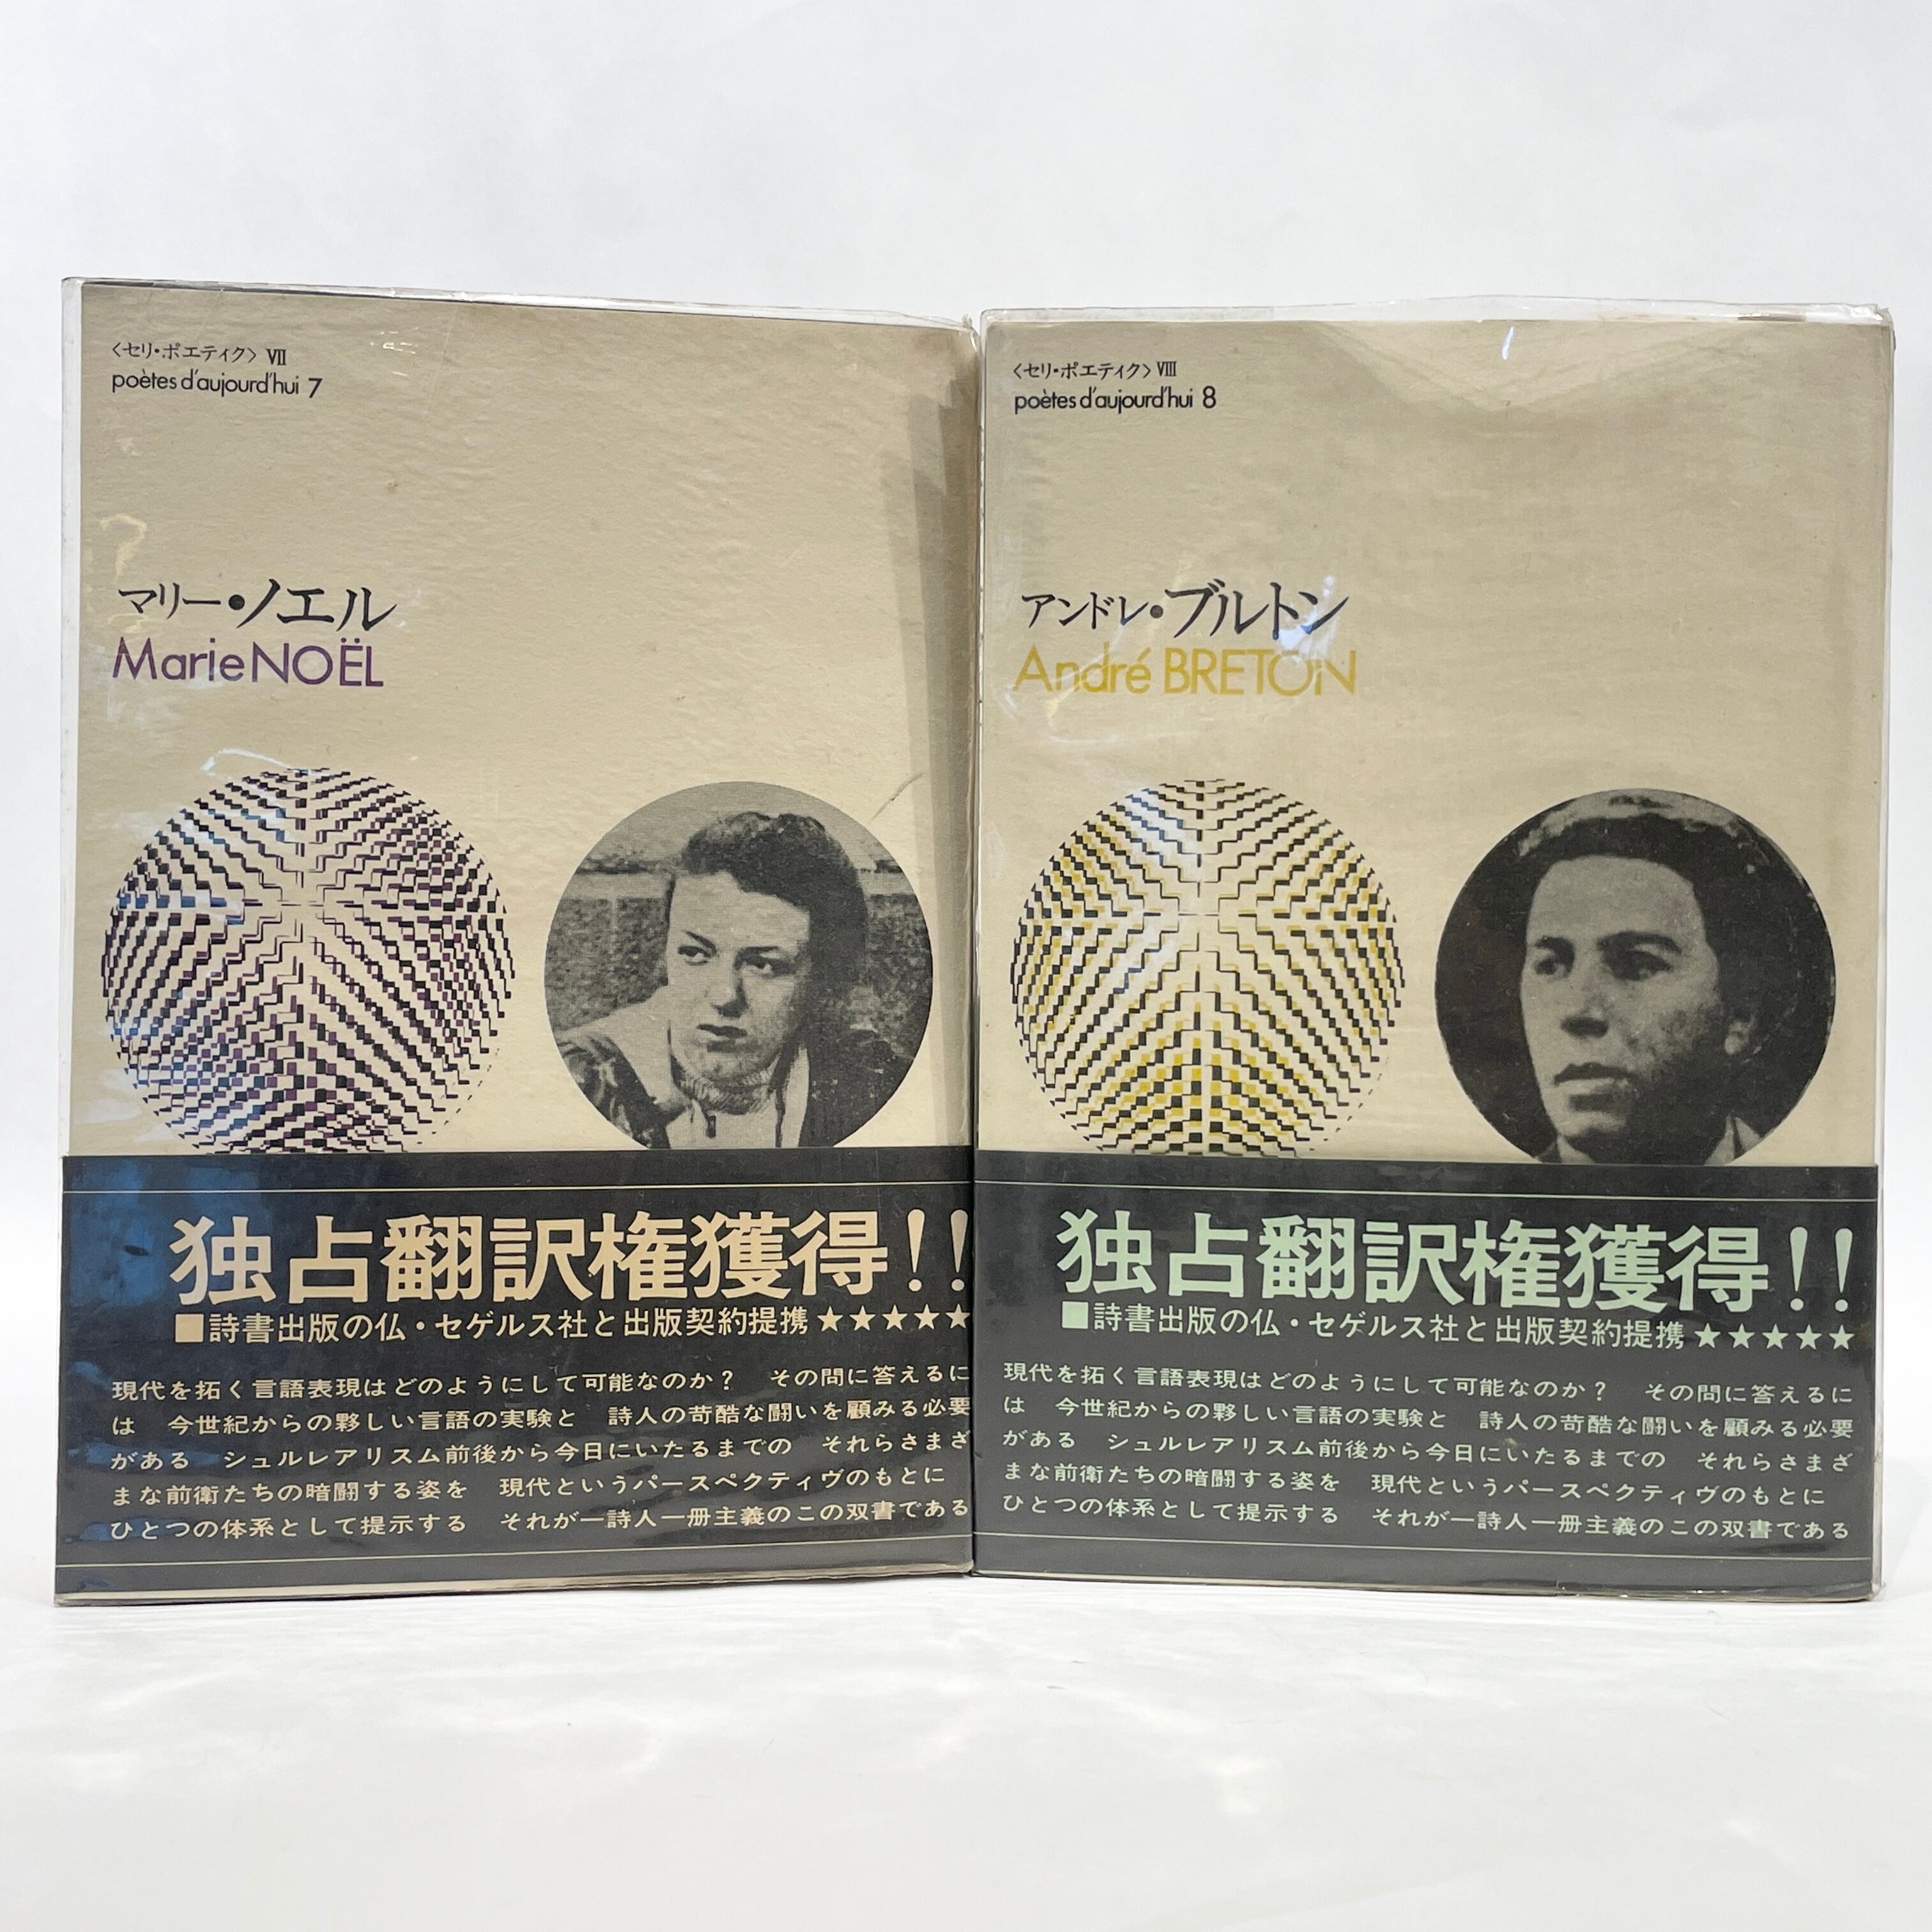 〈セリ・ポエティク〉 VII
poètes d'aujourd'hui 7
マリー・ノエル
Marie NOËL
独占翻訳権獲得!!
■詩書出版の仏・セゲルス社と出版契約提携★★★★★
現代を拓く言語表現はどのようにして可能なのか？　その問に答えるに
は　今世紀からの夥しい言語の実験と　詩人の苛酷な闘いを顧みる必要
がある　シュルレアリスム前後から今日にいたるまでの　それらさまざ
まな前衛たちの暗闘する姿を　現代というパースペクティヴのもとに
ひとつの体系として提示する　それが一詩人一冊主義のこの双書である
〈セリ・ポエティク〉 VIII
poètes d'aujourd'hui 8
アンドレ・ブルトン
André BRETON
独占翻訳権獲得!!
■詩書出版の仏・セゲルス社と出版契約提携★★★★★
現代を拓く言語表現はどのようにして可能なのか？　その問に答えるに
は　今世紀からの夥しい言語の実験と　詩人の苛酷な闘いを顧みる必要
がある　シュルレアリスム前後から今日にいたるまでの　それらさまざ
まな前衛たちの暗闘する姿を　現代というパースペクティヴのもとに
ひとつの体系として提示する　それが一詩人一冊主義のこの双書である